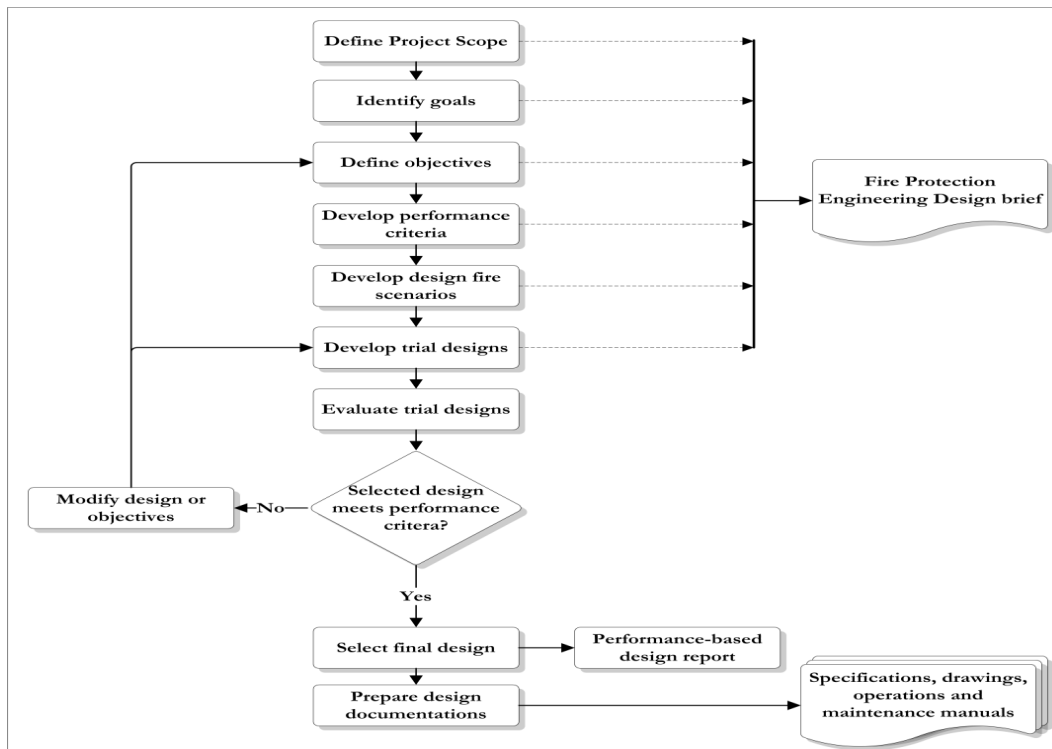 Define Project Scope
Identify goals
Define objectives
Fire Protection
Engineering Design brief
Develop performance
criteria
Develop design fire
scenarios
Develop trial designs
Evaluate trial designs
Modify design or
objectives
No
Selected design
meets performance
critera?
Yes
Select final design
Performance-based
design report
Prepare design
documentations
Specifications, drawings,
operations and
maintenance manuals